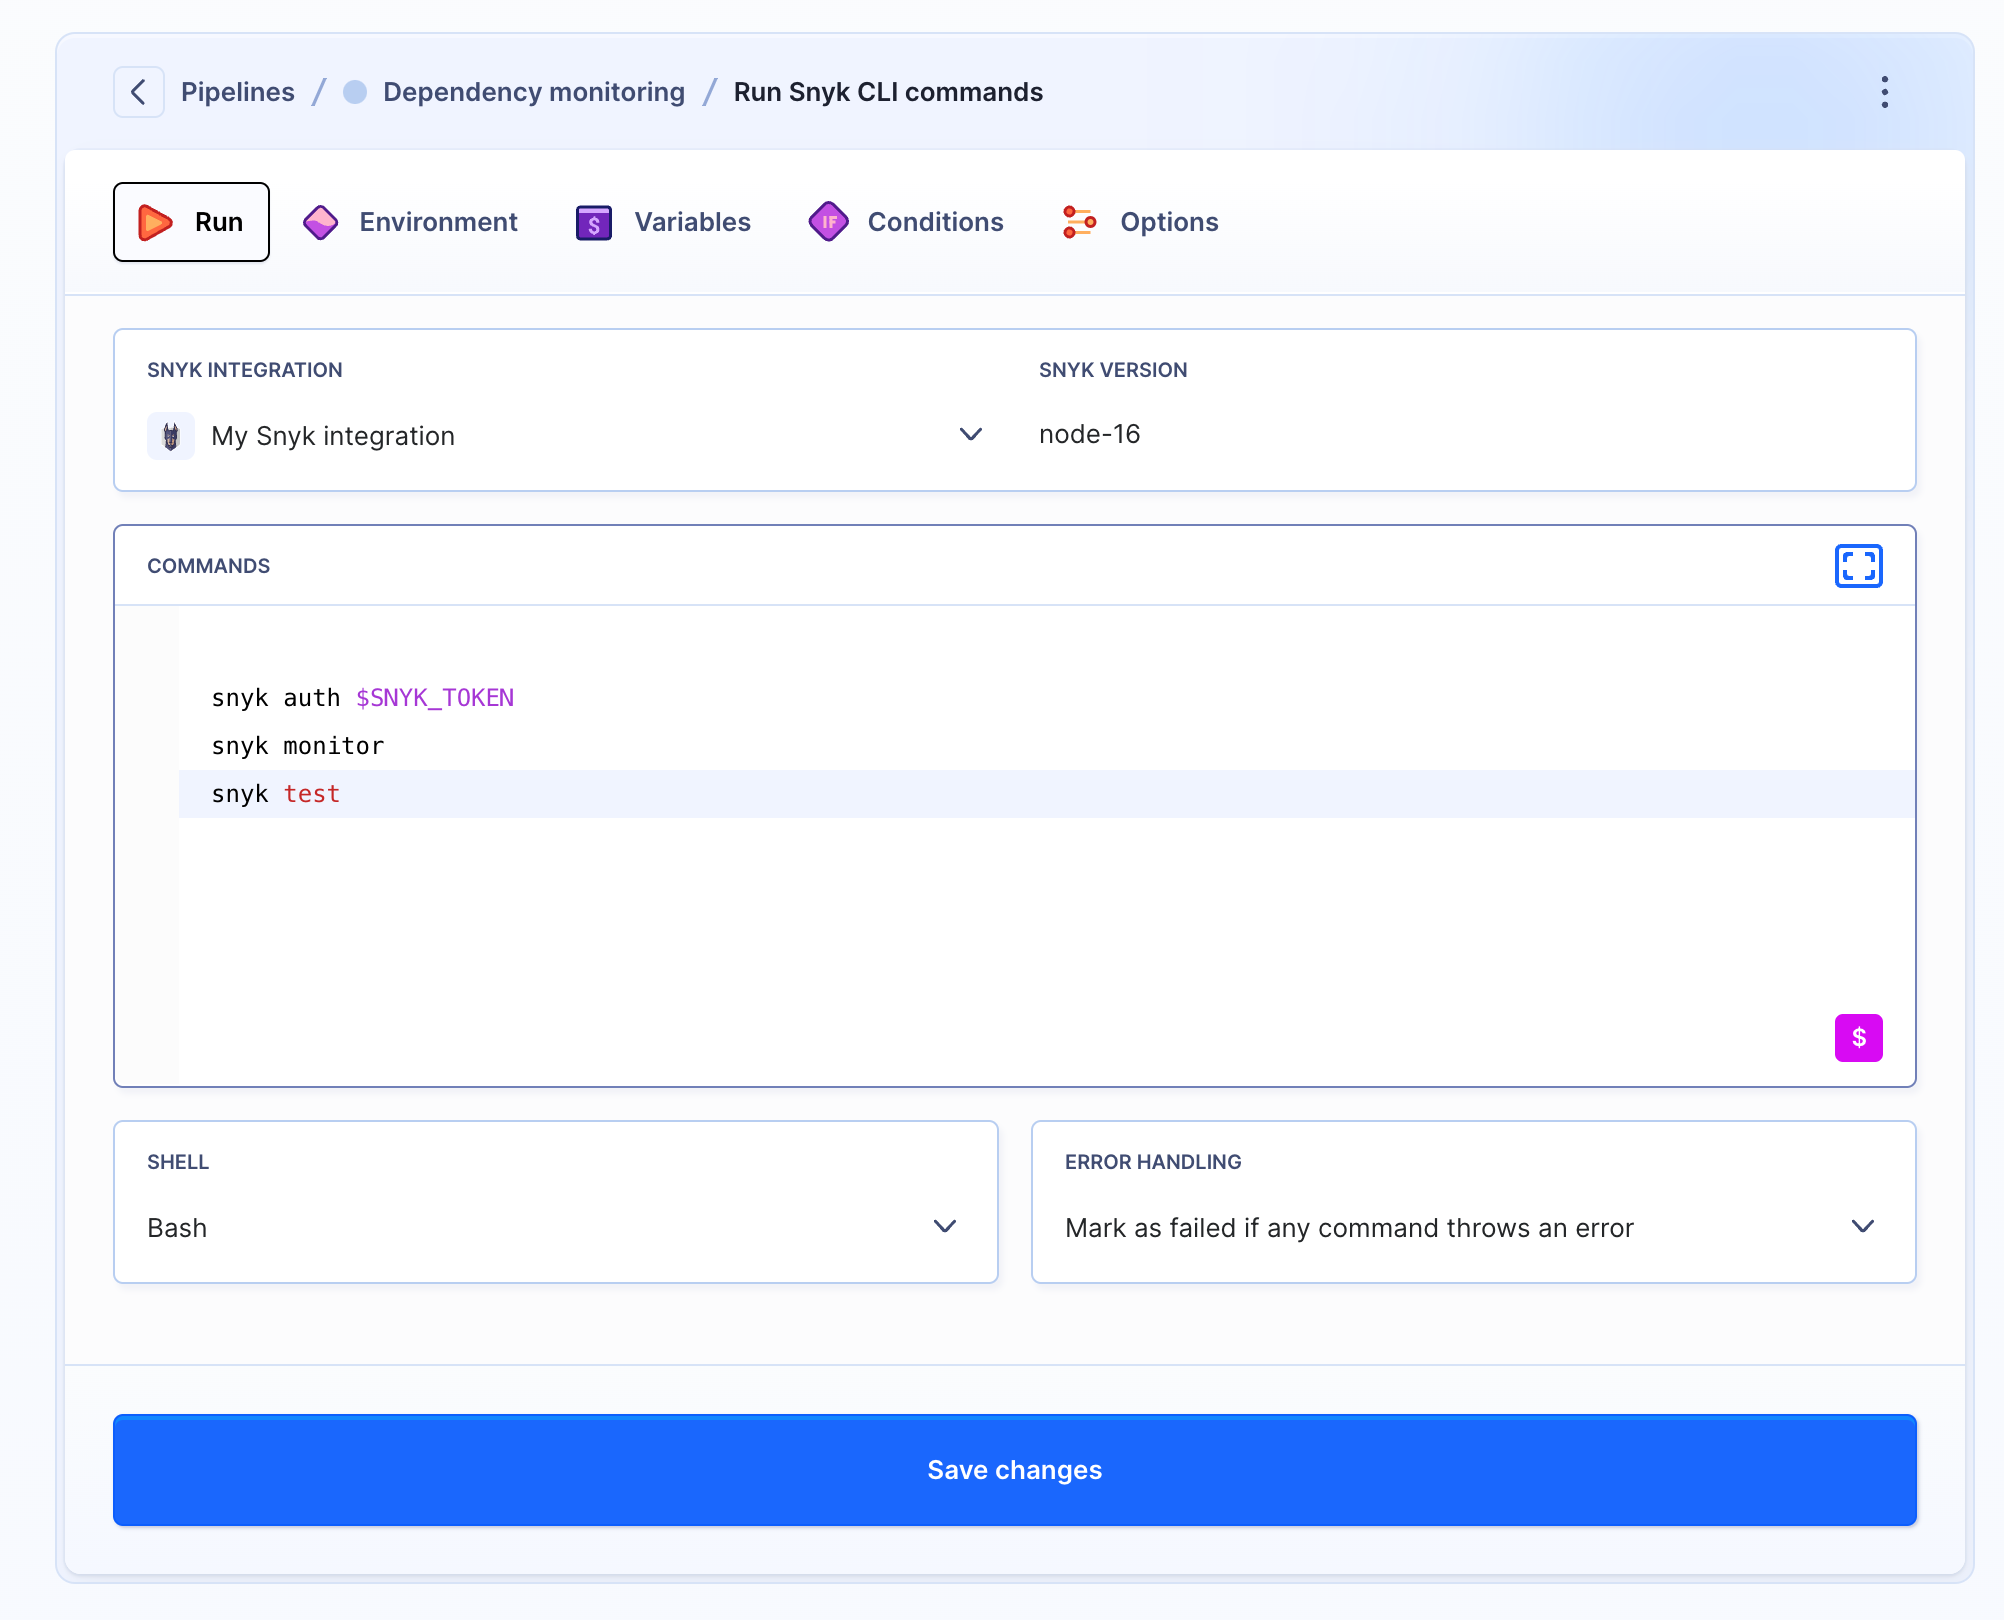 Pipelines / Dependency monitoring / Run Snyk CLI commands
Run Environment $ Variables IF Conditions Options
SNYK INTEGRATION SNYK VERSION
My Snyk integration node-16
COMMANDS
snyk auth $SNYK_TOKEN
snyk monitor
snyk test
$
SHELL ERROR HANDLING
Bash Mark as failed if any command throws an error
Save changes